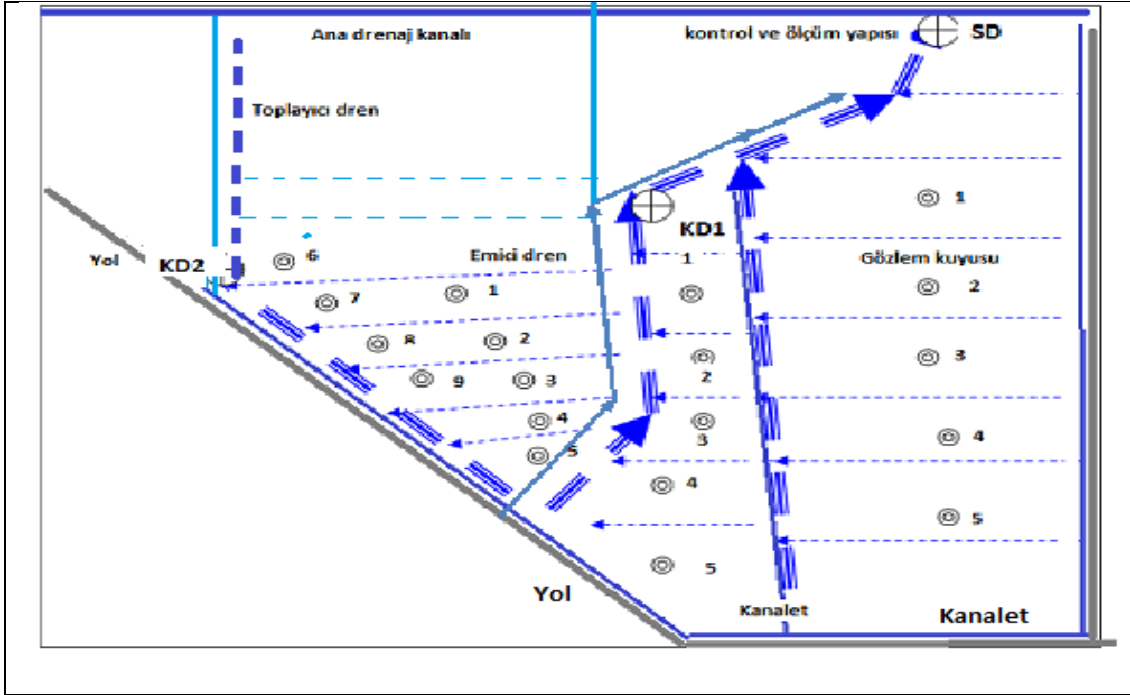 Ana drenaj kanalı
kontrol ve ölçüm yapısı
SD
Toplayıcı dren
1
KD1
Yol
KD2
6
Emici dren
1
Gözlem kuyusu
7
1
2
8
2
3
9
3
2
4
3
4
5
4
5
5
Yol
Kanalet
Kanalet